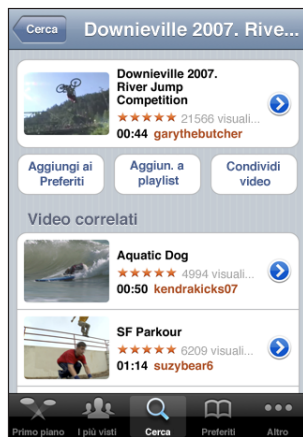 Cerca
Downieville 2007. Rive...
Downieville 2007.
River Jump
Competition
21566 visuali...
00:44 garythebutcher
Aggiungi ai
Preferiti
Aggiun. a
playlist
Condividi
video
Video correlati
Aquatic Dog
4994 visuali...
00:50 kendrakicks07
SF Parkour
6209 visuali...
01:14 suzybear6
Primo piano
I più visti
Cerca
Preferiti
Altro